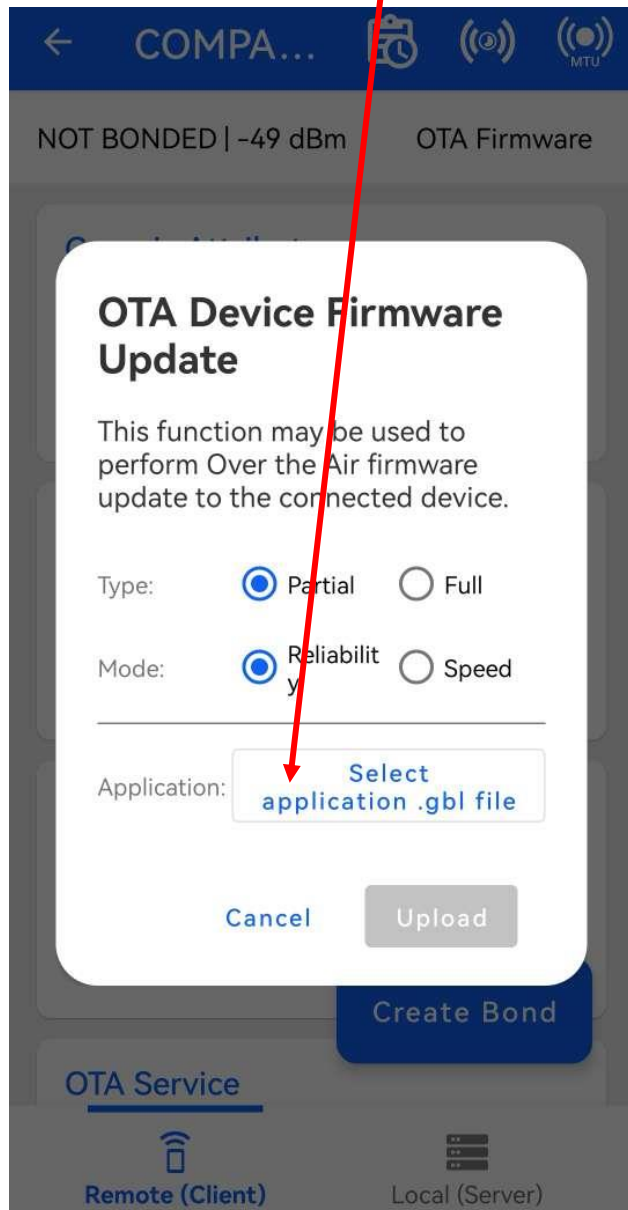 COMPA...
MTU
NOT BONDED | -49 dBm OTA Firmware
OTA Device Firmware
Update
This function may be used to
perform Over the Air firmware
update to the connected device.
Type: Partial Full
Mode: Reliabilit
y Speed
Application: Select
application .gbl file
Cancel Upload
Create Bond
OTA Service
Remote (Client) Local (Server)